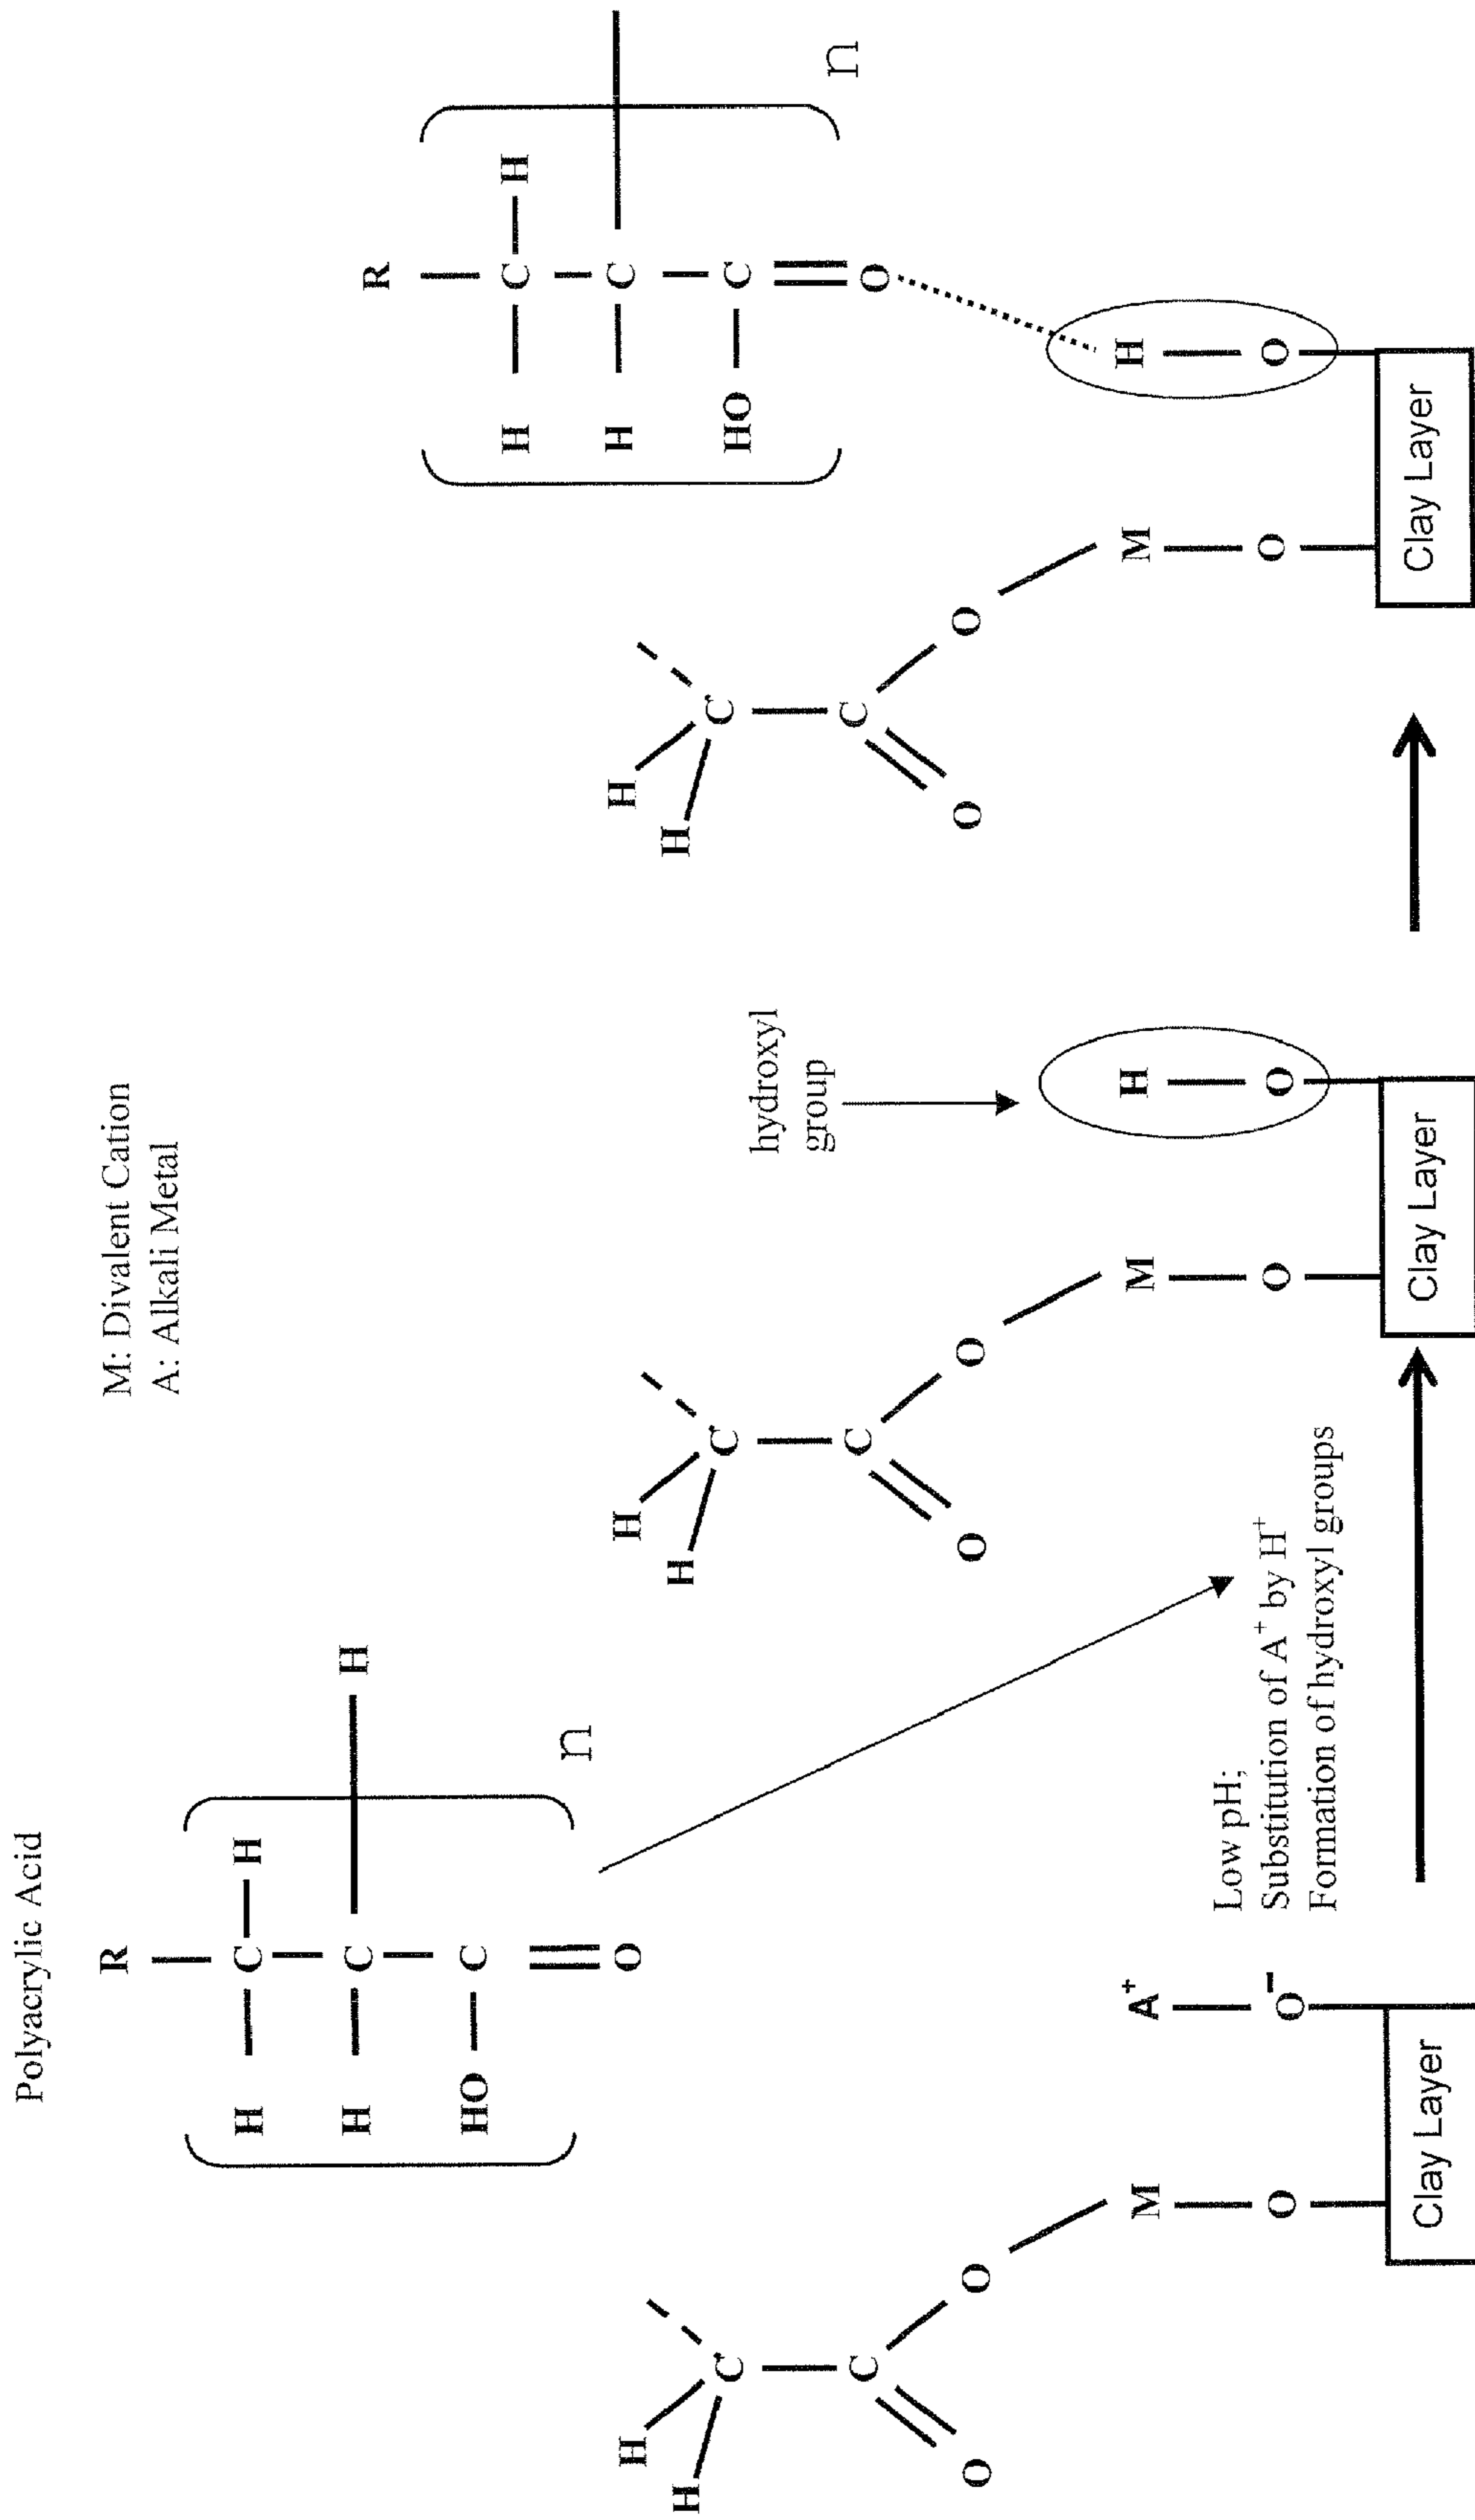 Polyacrylic Acid
M: Divalent Cation
A: Alkali Metal
R
H C H
H C H
HO C
O
n
H
H
C
C
O
O
M
O
A⁺
O⁻
Clay Layer
Low pH;
Substitution of A⁺ by H⁺
Formation of hydroxyl groups
H
H
C
C
O
O
M
O
hydroxyl
group
H
O
Clay Layer
H
H
C
C
O
O
M
O
R
H C H
H C
HO C
O
n
H
O
Clay Layer